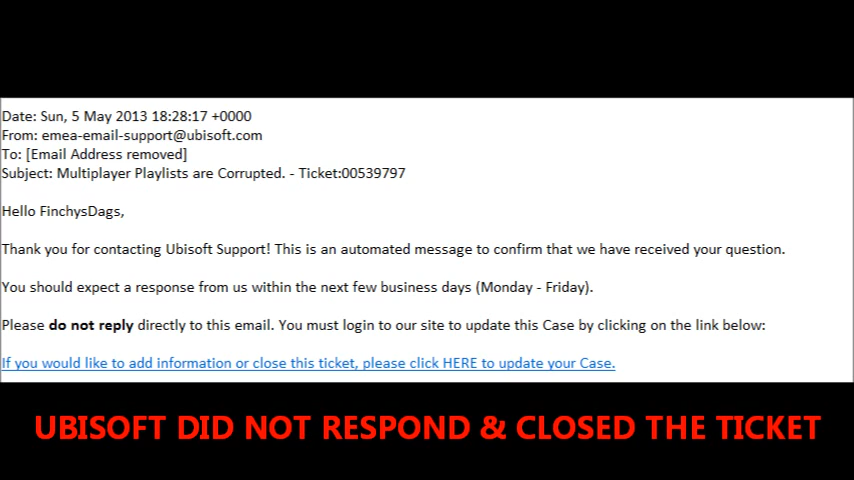 Date: Sun, 5 May 2013 18:28:17 +0000
From: emea-email-support@ubisoft.com
To: [Email Address removed]
Subject: Multiplayer Playlists are Corrupted. - Ticket:00539797
Hello FinchysDags,
Thank you for contacting Ubisoft Support! This is an automated message to confirm that we have received your question.
You should expect a response from us within the next few business days (Monday - Friday).
Please do not reply directly to this email. You must login to our site to update this Case by clicking on the link below:
If you would like to add information or close this ticket, please click HERE to update your Case.
UBISOFT DID NOT RESPOND & CLOSED THE TICKET